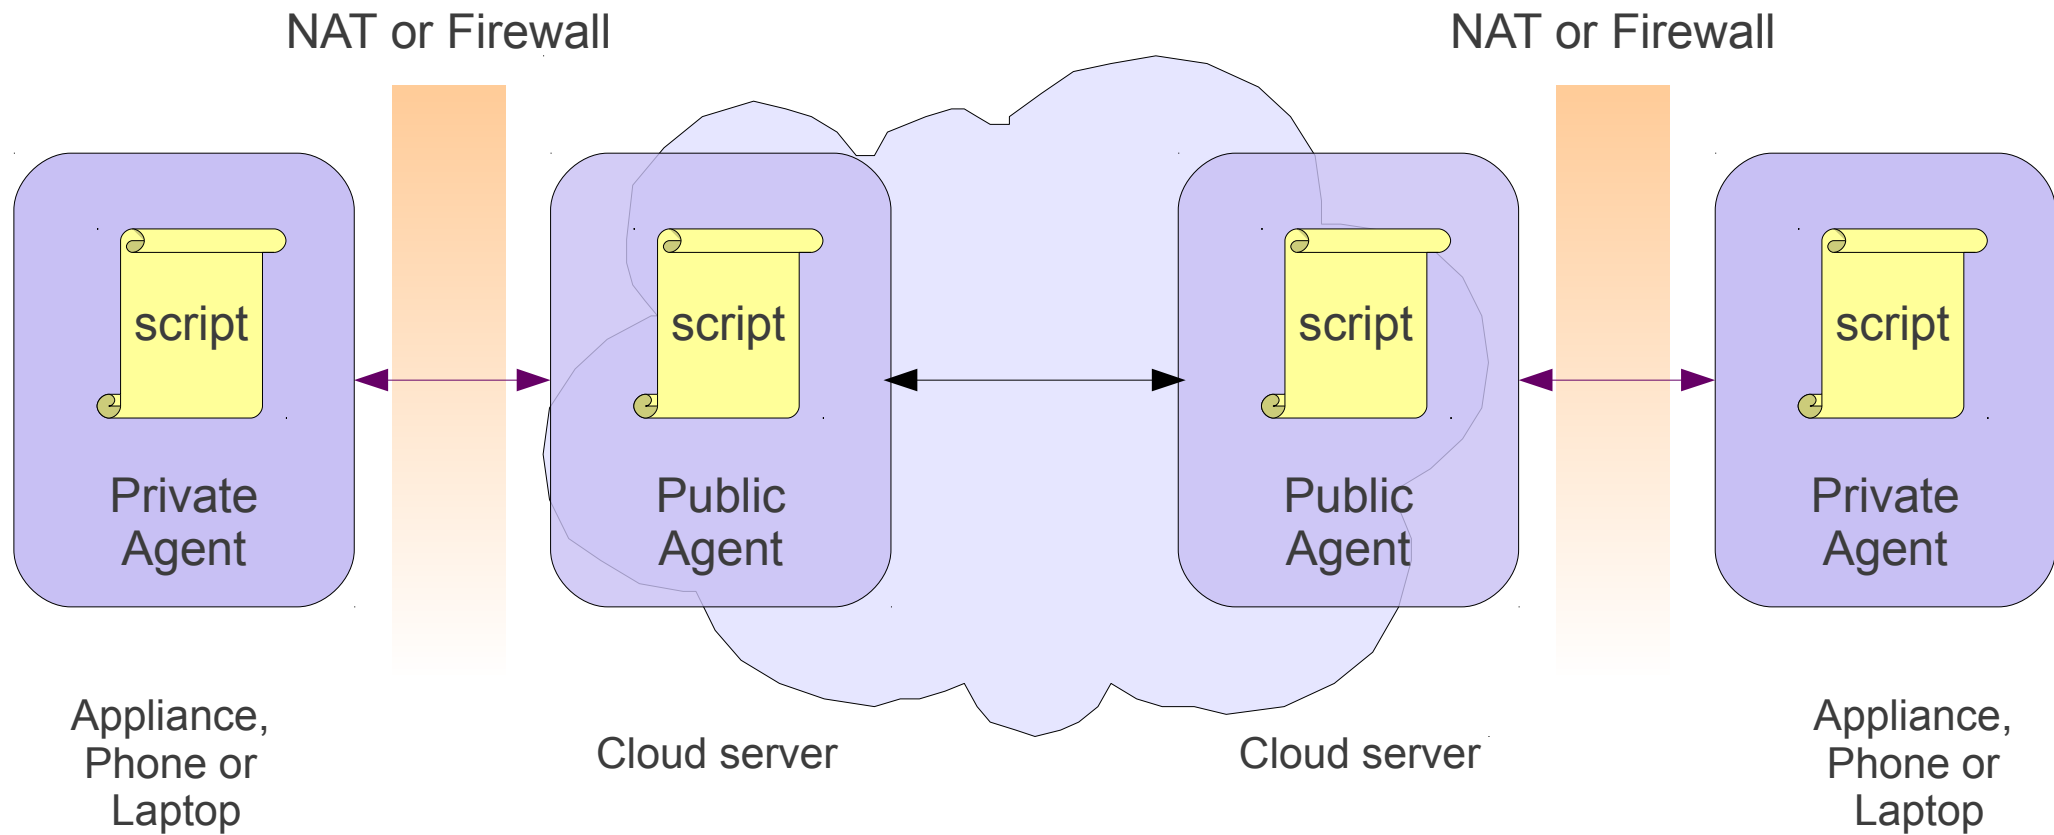 NAT or Firewall
NAT or Firewall
script
script
script
script
Private
Agent
Public
Agent
Public
Agent
Private
Agent
Appliance,
Phone or
Laptop
Cloud server
Cloud server
Appliance,
Phone or
Laptop